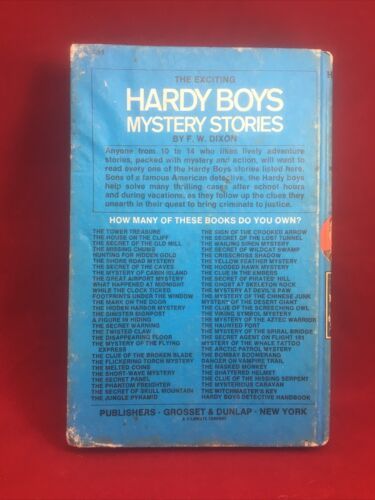 THE EXCITING
HARDY BOYS
MYSTERY STORIES
BY F. W. DIXON
Anyone from 10 to 14 who likes lively adventure
stories, packed with mystery and action, will want to
read every one of the Hardy Boys stories listed here.
Sons of a famous American detective, the Hardy boys
help solve many thrilling cases after school hours
and during vacations, as they follow up the clues they
unearth in their quest to bring criminals to justice.
HOW MANY OF THESE BOOKS DO YOU OWN?
THE TOWER TREASURE
THE HOUSE ON THE CLIFF
THE SECRET OF THE OLD MILL
THE MISSING CHUMS
HUNTING FOR HIDDEN GOLD
THE SHORE ROAD MYSTERY
THE SECRET OF THE CAVES
THE MYSTERY OF CABIN ISLAND
THE GREAT AIRPORT MYSTERY
WHAT HAPPENED AT MIDNIGHT
WHILE THE CLOCK TICKED
FOOTPRINTS UNDER THE WINDOW
THE MARK ON THE DOOR
THE HIDDEN HARBOR MYSTERY
THE SINISTER SIGNPOST
A FIGURE IN HIDING
THE SECRET WARNING
THE TWISTED CLAW
THE DISAPPEARING FLOOR
THE MYSTERY OF THE FLYING
EXPRESS
THE CLUE OF THE BROKEN BLADE
THE FLICKERING TORCH MYSTERY
THE MELTED COINS
THE SHORT-WAVE MYSTERY
THE SECRET PANEL
THE PHANTOM FREIGHTER
THE SECRET OF SKULL MOUNTAIN
THE JUNGLE PYRAMID
THE SIGN OF THE CROOKED ARROW
THE SECRET OF THE LOST TUNNEL
THE WAILING SIREN MYSTERY
THE SECRET OF WILDCAT SWAMP
THE CRISSCROSS SHADOW
THE YELLOW FEATHER MYSTERY
THE HOODED HAWK MYSTERY
THE CLUE IN THE EMBERS
THE SECRET OF PIRATES' HILL
THE GHOST AT SKELETON ROCK
THE MYSTERY AT DEVIL'S PAW
THE MYSTERY OF THE CHINESE JUNK
MYSTERY OF THE DESERT GIANT
THE CLUE OF THE SCREECHING OWL
THE VIKING SYMBOL MYSTERY
THE MYSTERY OF THE AZTEC WARRIOR
THE HAUNTED FORT
THE MYSTERY OF THE SPIRAL BRIDGE
THE SECRET AGENT ON FLIGHT 101
MYSTERY OF THE WHALE TATTOO
THE ARCTIC PATROL MYSTERY
THE BOMBAY BOOMERANG
DANGER ON VAMPIRE TRAIL
THE MASKED MONKEY
THE SHATTERED HELMET
THE CLUE OF THE HISSING SERPENT
THE MYSTERIOUS CARAVAN
THE WITCHMASTER'S KEY
HARDY BOYS DETECTIVE HANDBOOK
PUBLISHERS • GROSSET & DUNLAP • NEW YORK
A FILMWAYS COMPANY